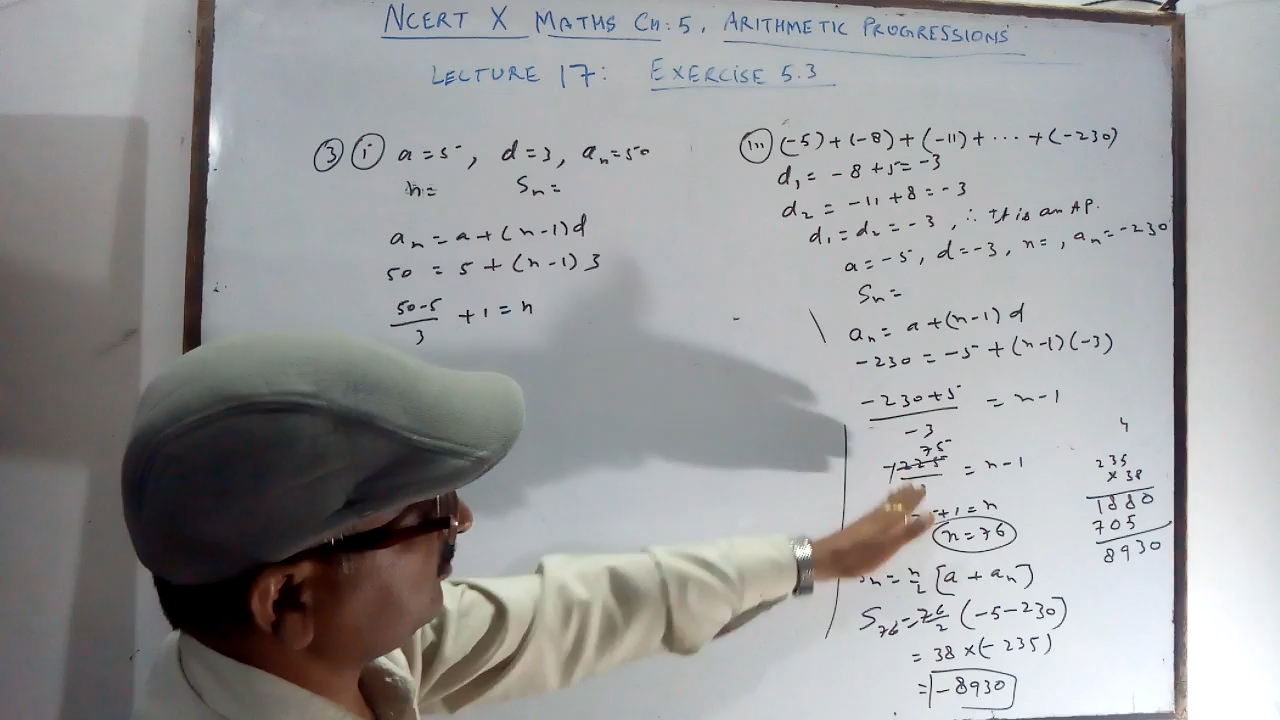 NCERT X MATHS CH: 5, ARITHMETIC PROGRESSIONS
LECTURE 17: EXERCISE 5.3
③ ⓘ a = 5, d = 3, an = 50
n = Sn =
an = a + (n-1)d
50 = 5 + (n-1) 3
50-5/3 + 1 = n
(iii) (-5) + (-8) + (-11) + ... + (-230)
d1 = -8 + 5 = -3
d2 = -11 + 8 = -3
d1 = d2 = -3, ∴ It is an AP.
a = -5, d = -3, n = , an = -230
Sn =
an = a + (n-1) d
-230 = -5 + (n-1)(-3)
-230+5/-3 = n-1
75
-225 = n-1
+1 = n
n = 76
n = n/2 [a + an]
S76 = 76/2 (-5-230)
= 38 × (-235)
= -8930
4
235
× 38
1880
705
8930